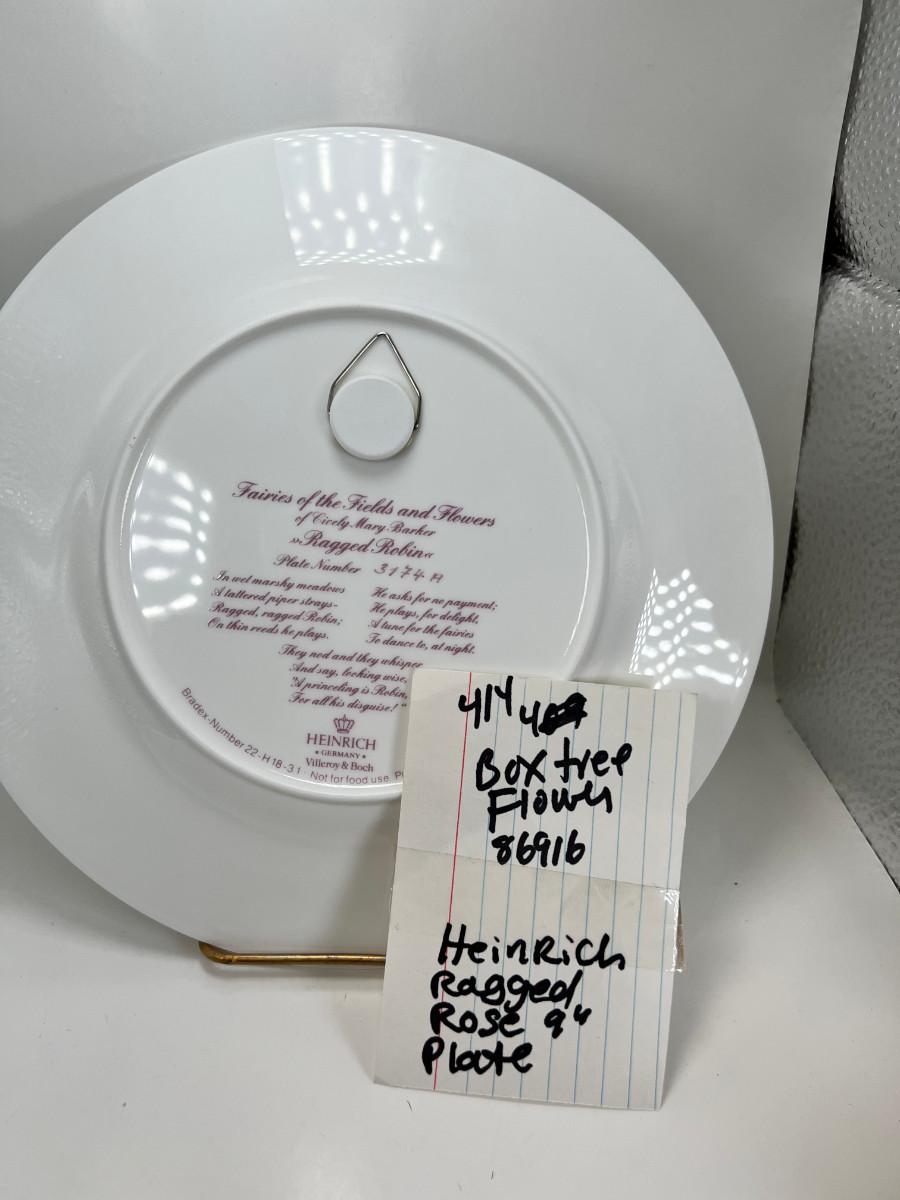 Fairies of the Fields and Flowers
of Cicely Mary Barker
»Ragged Robin«
Plate Number 3174 A
In wet marshy meadows
A tattered piper strays-
Ragged, ragged Robin;
On thin reeds he plays.
He asks for no payment;
He plays, for delight,
A tune for the fairies
To dance to, at night.
They nod and they whisper
And say, looking wise,
"A princeling is Robin,
For all his disguise!"
HEINRICH
• GERMANY •
Villeroy & Boch
Bradex-Number 22-H18-3.1 · Not for food use.
414 4
Box tree
Flower
86916
HeinRich
Ragged
Rose 9"
Plate